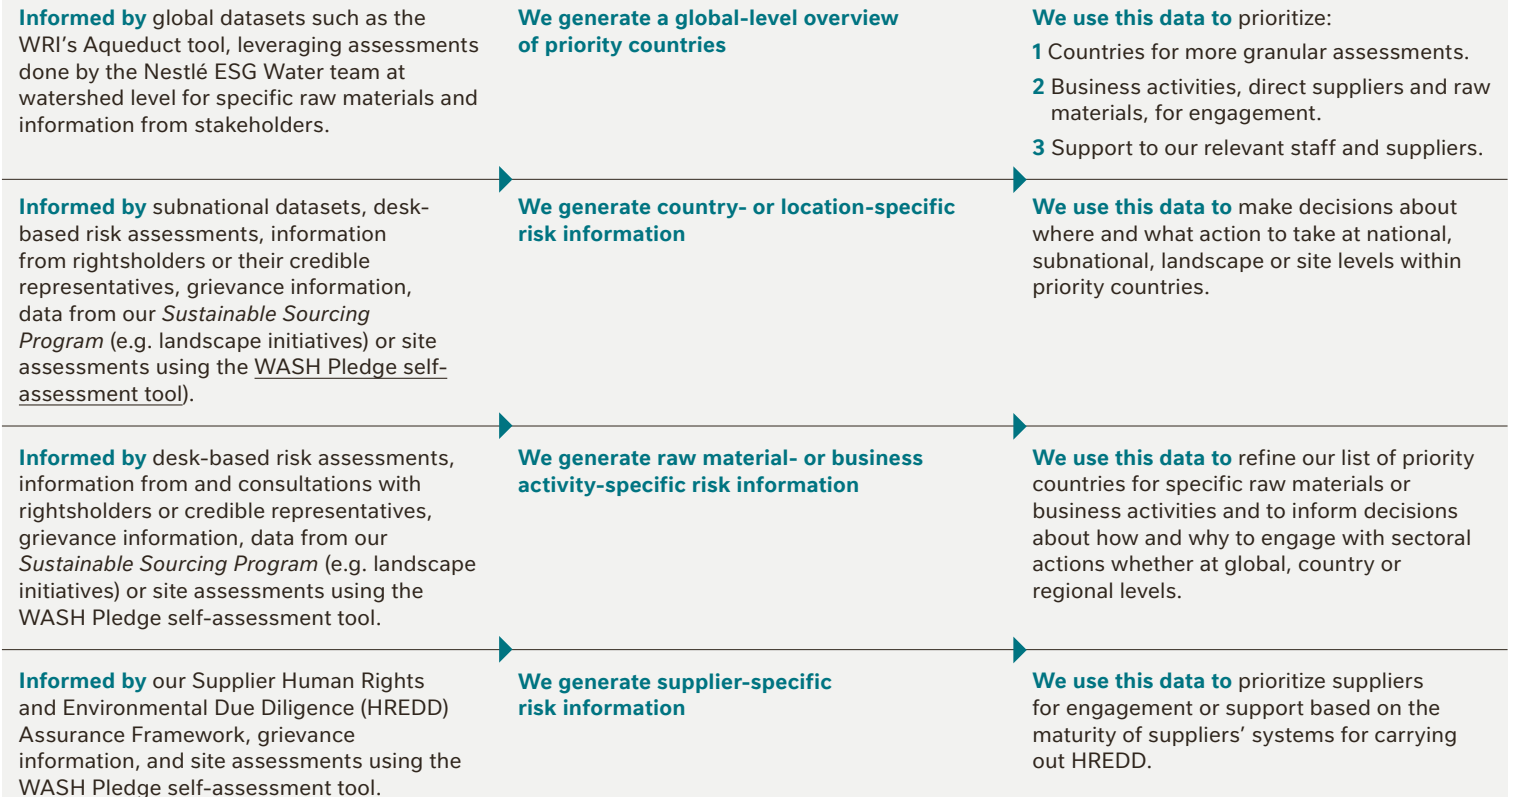 Informed by global datasets such as the
WRI's Aqueduct tool, leveraging assessments
done by the Nestlé ESG Water team at
watershed level for specific raw materials and
information from stakeholders.
We generate a global-level overview
of priority countries
We use this data to prioritize:
1 Countries for more granular assessments.
2 Business activities, direct suppliers and raw
materials, for engagement.
3 Support to our relevant staff and suppliers.
Informed by subnational datasets, desk-
based risk assessments, information
from rightsholders or their credible
representatives, grievance information,
data from our Sustainable Sourcing
Program (e.g. landscape initiatives) or site
assessments using the WASH Pledge self-
assessment tool).
We generate country- or location-specific
risk information
We use this data to make decisions about
where and what action to take at national,
subnational, landscape or site levels within
priority countries.
Informed by desk-based risk assessments,
information from and consultations with
rightsholders or credible representatives,
grievance information, data from our
Sustainable Sourcing Program (e.g. landscape
initiatives) or site assessments using the
WASH Pledge self-assessment tool.
We generate raw material- or business
activity-specific risk information
We use this data to refine our list of priority
countries for specific raw materials or
business activities and to inform decisions
about how and why to engage with sectoral
actions whether at global, country or
regional levels.
Informed by our Supplier Human Rights
and Environmental Due Diligence (HREDD)
Assurance Framework, grievance
information, and site assessments using the
WASH Pledge self-assessment tool.
We generate supplier-specific
risk information
We use this data to prioritize suppliers
for engagement or support based on the
maturity of suppliers' systems for carrying
out HREDD.